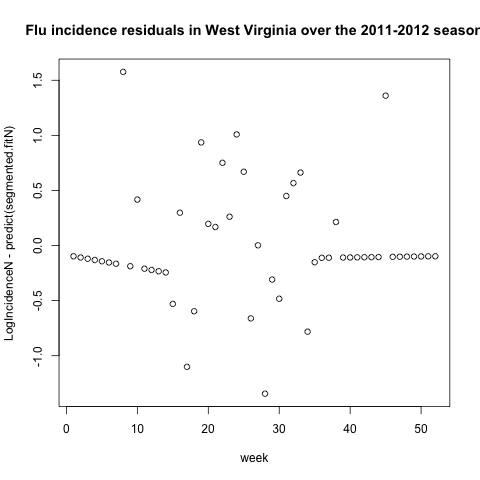 Flu incidence residuals in West Virginia over the 2011-2012 season
LogIncidenceN - predict(segmented.fitN)
1.5
1.0
0.5
0.0
-0.5
-1.0
0 10 20 30 40 50
week